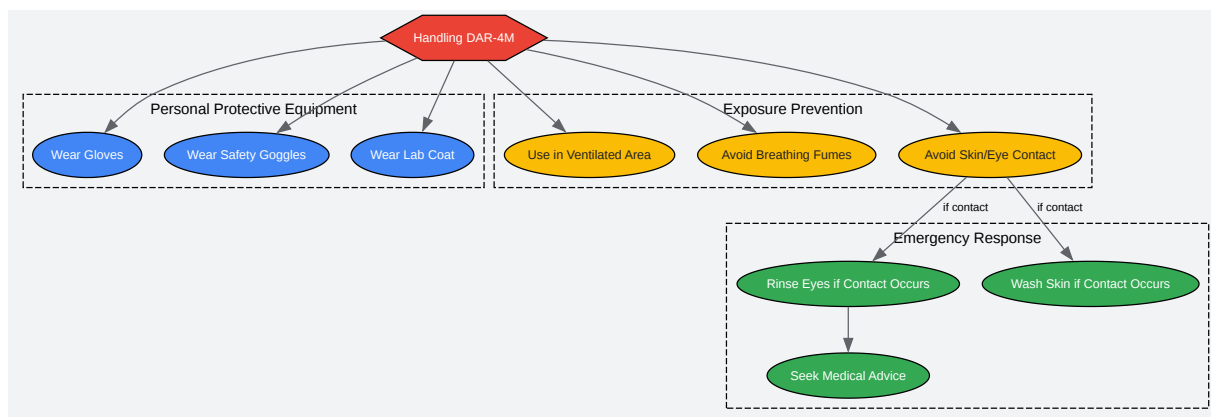 Handling DAR-4M
Personal Protective Equipment
Exposure Prevention
Wear Gloves
Wear Safety Goggles
Wear Lab Coat
Use in Ventilated Area
Avoid Breathing Fumes
Avoid Skin/Eye Contact
if contact
if contact
Emergency Response
Rinse Eyes if Contact Occurs
Wash Skin if Contact Occurs
Seek Medical Advice